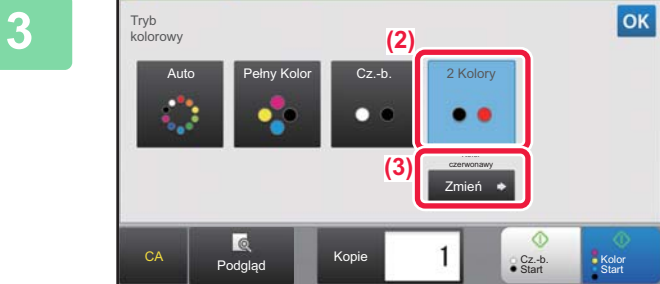 3
Tryb
kolorowy
OK
(2)
Auto
Pełny Kolor
Cz.-b.
2 Kolory
(3)
czerwonawy
Zmień
CA
Podgląd
Kopie
1
Cz.-b.
Start
Kolor
Start